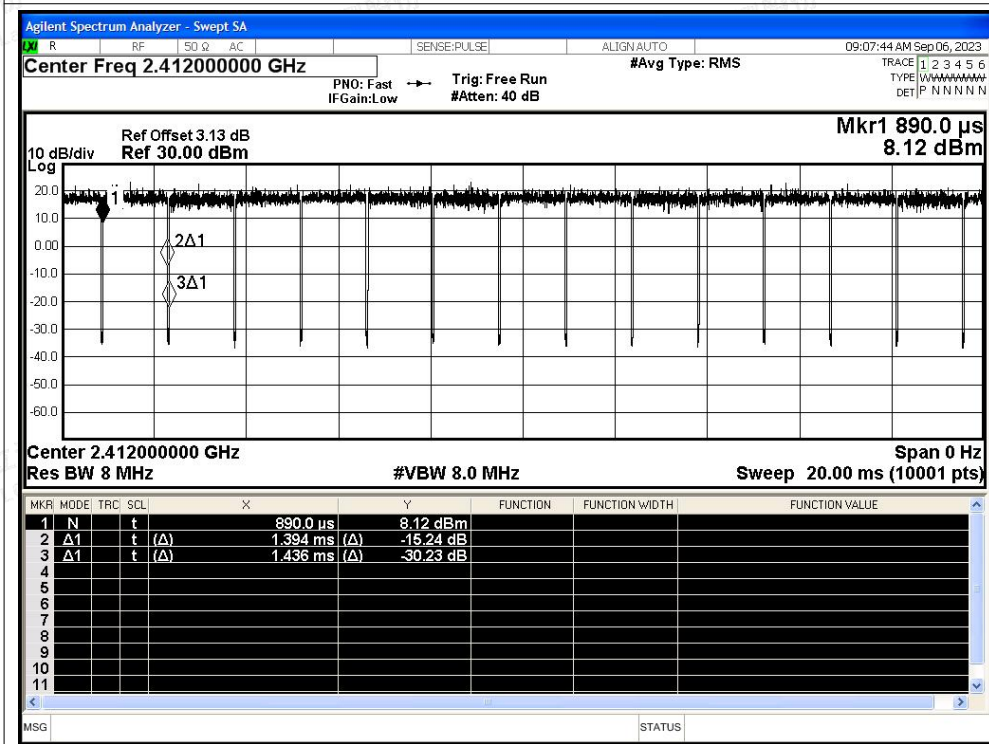 Agilent Spectrum Analyzer - Swept SA
LXI R RF 50 Ω AC SENSE:PULSE ALIGN AUTO 09:07:44 AM Sep 06, 2023
Center Freq 2.412000000 GHz
#Avg Type: RMS
TRACE 1 2 3 4 5 6
PNO: Fast
Trig: Free Run
TYPE WWWWWW
IFGain:Low
#Atten: 40 dB
DET P N N N N N
Mkr1 890.0 µs
8.12 dBm
Ref Offset 3.13 dB
10 dB/div Ref 30.00 dBm
Log
20.0
10.0
0.00
-10.0
-20.0
-30.0
-40.0
-50.0
-60.0
1
2Δ1
3Δ1
Center 2.412000000 GHz Span 0 Hz
Res BW 8 MHz #VBW 8.0 MHz Sweep 20.00 ms (10001 pts)
MKR MODE TRC SCL X Y FUNCTION FUNCTION WIDTH FUNCTION VALUE
1 N t 890.0 µs 8.12 dBm
2 Δ1 t (Δ) 1.394 ms (Δ) -15.24 dB
3 Δ1 t (Δ) 1.436 ms (Δ) -30.23 dB
4
5
6
7
8
9
10
11
MSG STATUS